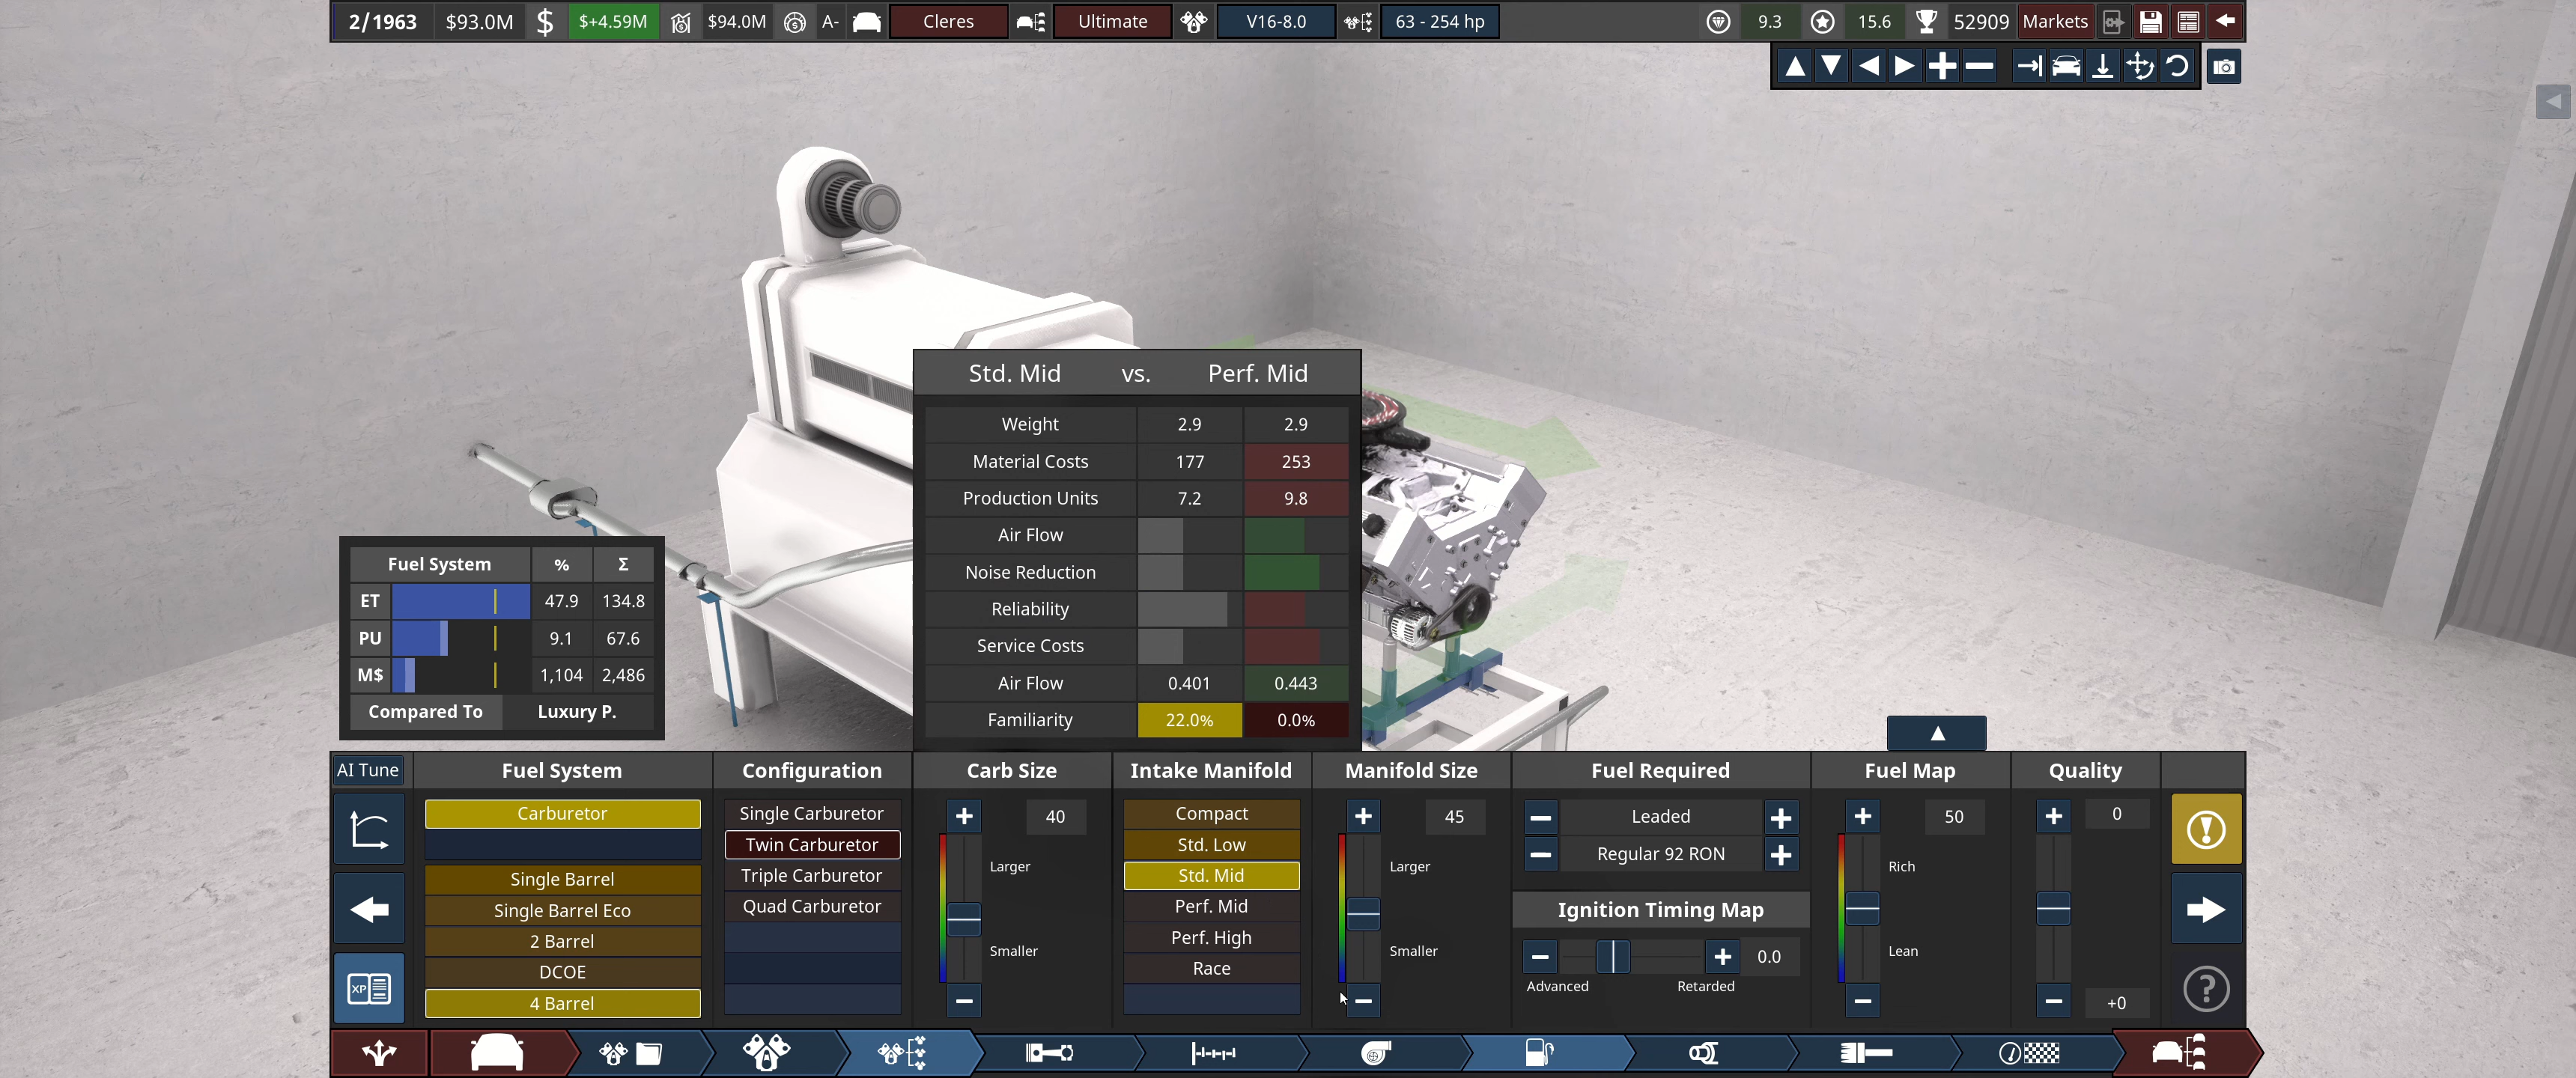 2/1963 $93.0M $ $+4.59M $94.0M A- Cleres Ultimate V16-8.0 63 - 254 hp 9.3 15.6 52909 Markets
Std. Mid vs. Perf. Mid
Weight 2.9 2.9
Material Costs 177 253
Production Units 7.2 9.8
Air Flow
Noise Reduction
Reliability
Service Costs
Air Flow 0.401 0.443
Familiarity 22.0% 0.0%
Fuel System % Σ
ET 47.9 134.8
PU 9.1 67.6
M$ 1,104 2,486
Compared To Luxury P.
AI Tune
XP
Fuel System
Carburetor
Single Barrel
Single Barrel Eco
2 Barrel
DCOE
4 Barrel
Configuration
Single Carburetor
Twin Carburetor
Triple Carburetor
Quad Carburetor
Carb Size
40
Larger
Smaller
Intake Manifold
Compact
Std. Low
Std. Mid
Perf. Mid
Perf. High
Race
Manifold Size
45
Larger
Smaller
Fuel Required
Leaded
Regular 92 RON
Ignition Timing Map
0.0
Advanced Retarded
Fuel Map
50
Rich
Lean
Quality
0
+0
?